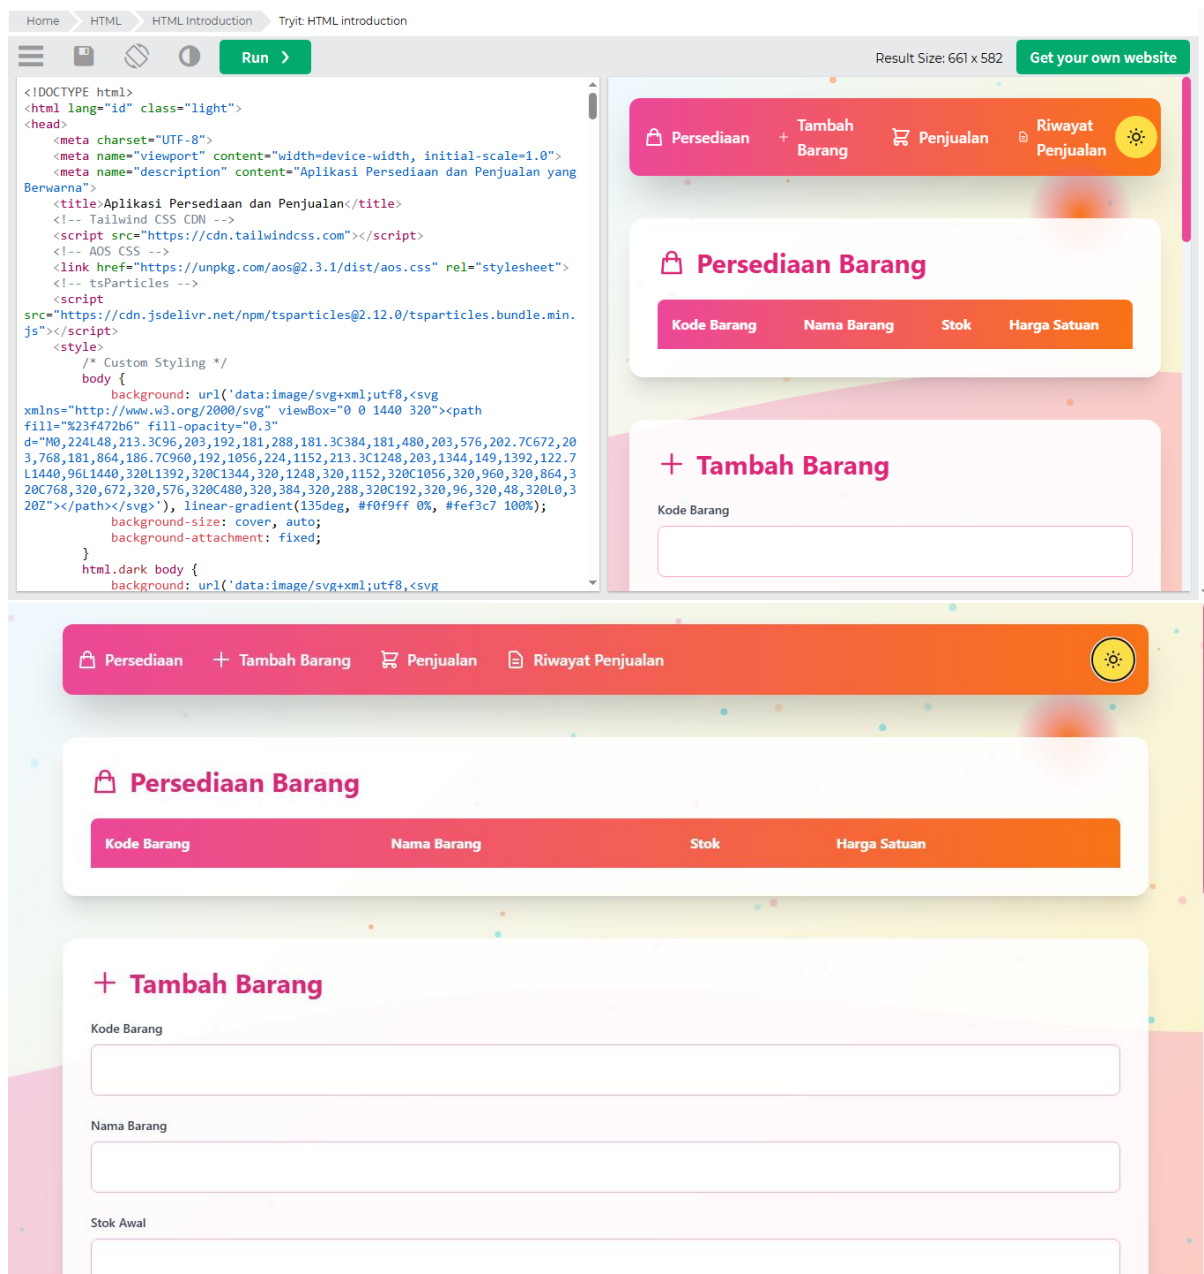 Home HTML HTML Introduction Tryit: HTML introduction
Run ❯
Result Size: 661 x 582
Get your own website
<!DOCTYPE html>
<html lang="id" class="light">
<head>
    <meta charset="UTF-8">
    <meta name="viewport" content="width=device-width, initial-scale=1.0">
    <meta name="description" content="Aplikasi Persediaan dan Penjualan yang
Berwarna">
    <title>Aplikasi Persediaan dan Penjualan</title>
    <!-- Tailwind CSS CDN -->
    <script src="https://cdn.tailwindcss.com"></script>
    <!-- AOS CSS -->
    <link href="https://unpkg.com/aos@2.3.1/dist/aos.css" rel="stylesheet">
    <!-- tsParticles -->
    <script
src="https://cdn.jsdelivr.net/npm/tsparticles@2.12.0/tsparticles.bundle.min.
js"></script>
    <style>
        /* Custom Styling */
        body {
            background: url('data:image/svg+xml;utf8,<svg
xmlns="http://www.w3.org/2000/svg" viewBox="0 0 1440 320"><path
fill="%23f472b6" fill-opacity="0.3"
d="M0,224L48,213.3C96,203,192,181,288,181.3C384,181,480,203,576,202.7C672,20
3,768,181,864,186.7C960,192,1056,224,1152,213.3C1248,203,1344,149,1392,122.7
L1440,96L1440,320L1392,320C1344,320,1248,320,1152,320C1056,320,960,320,864,3
20C768,320,672,320,576,320C480,320,384,320,288,320C192,320,96,320,48,320L0,3
20Z"></path></svg>'), linear-gradient(135deg, #f0f9ff 0%, #fef3c7 100%);
            background-size: cover, auto;
            background-attachment: fixed;
        }
        html.dark body {
            background: url('data:image/svg+xml;utf8,<svg
Persediaan
Tambah
Barang
Penjualan
Riwayat
Penjualan
Persediaan Barang
Kode Barang Nama Barang Stok Harga Satuan
Tambah Barang
Kode Barang
Persediaan Tambah Barang Penjualan Riwayat Penjualan
Persediaan Barang
Kode Barang Nama Barang Stok Harga Satuan
Tambah Barang
Kode Barang
Nama Barang
Stok Awal